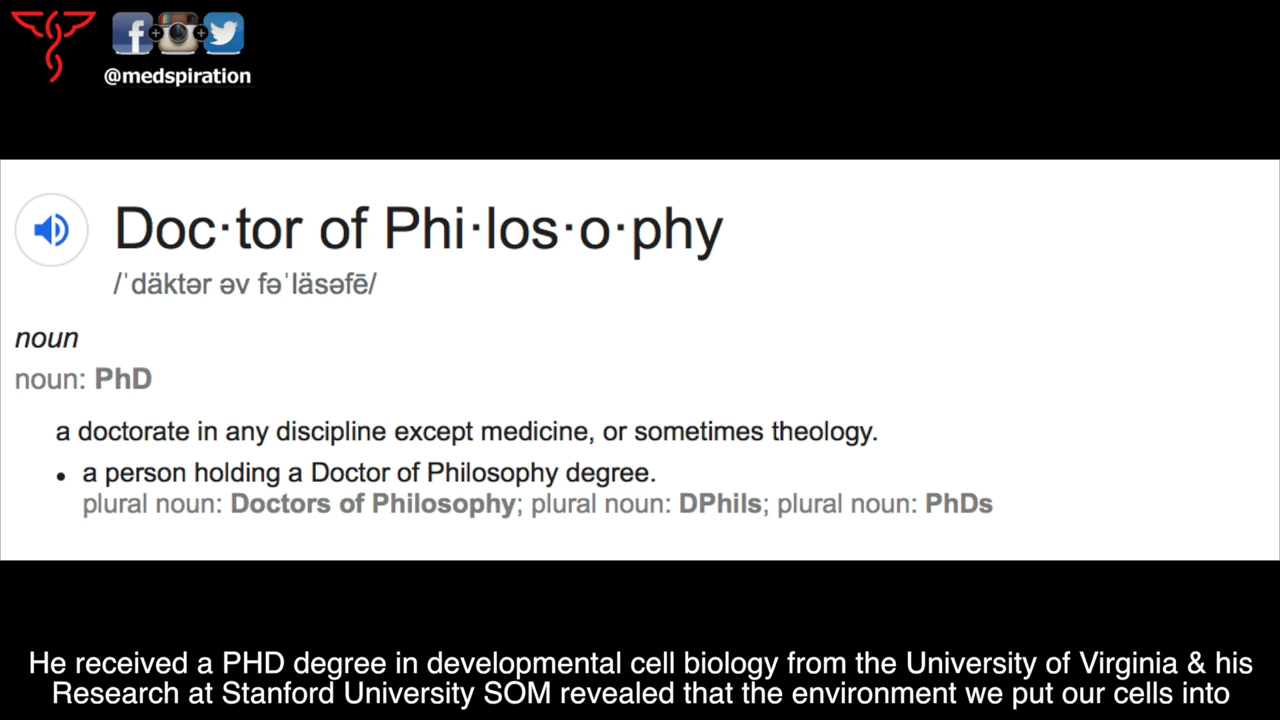 @medspiration
Doc·tor of Phi·los·o·phy
/ˈdäktər əv fəˈläsəfē/
noun
noun: PhD
a doctorate in any discipline except medicine, or sometimes theology.
• a person holding a Doctor of Philosophy degree.
plural noun: Doctors of Philosophy; plural noun: DPhils; plural noun: PhDs
He received a PHD degree in developmental cell biology from the University of Virginia & his
Research at Stanford University SOM revealed that the environment we put our cells into